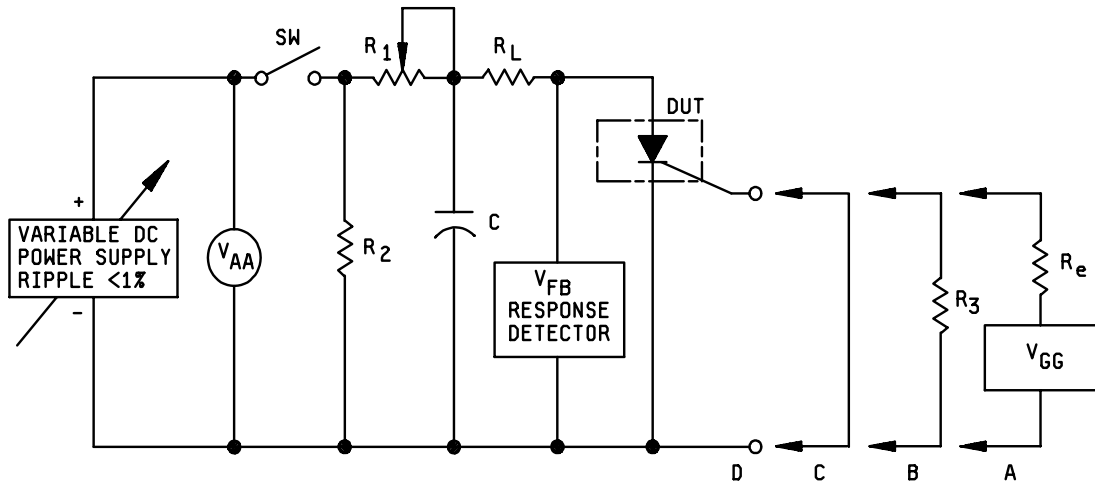 SW
R1
RL
DUT
+
VARIABLE DC
POWER SUPPLY
RIPPLE <1%
-
VAA
R2
C
VFB
RESPONSE
DETECTOR
R3
Re
VGG
D
C
B
A